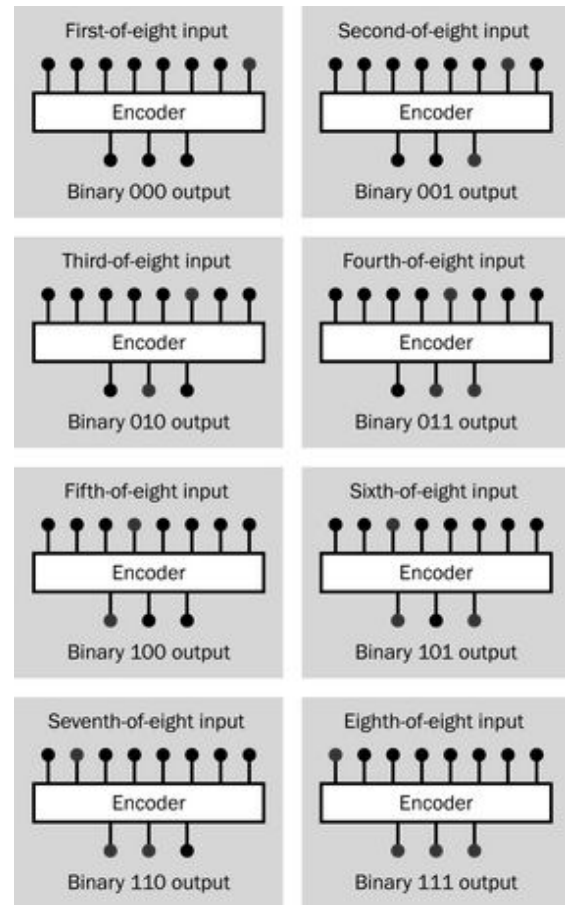 First-of-eight input
Encoder
Binary 000 output
Second-of-eight input
Encoder
Binary 001 output
Third-of-eight input
Encoder
Binary 010 output
Fourth-of-eight input
Encoder
Binary 011 output
Fifth-of-eight input
Encoder
Binary 100 output
Sixth-of-eight input
Encoder
Binary 101 output
Seventh-of-eight input
Encoder
Binary 110 output
Eighth-of-eight input
Encoder
Binary 111 output